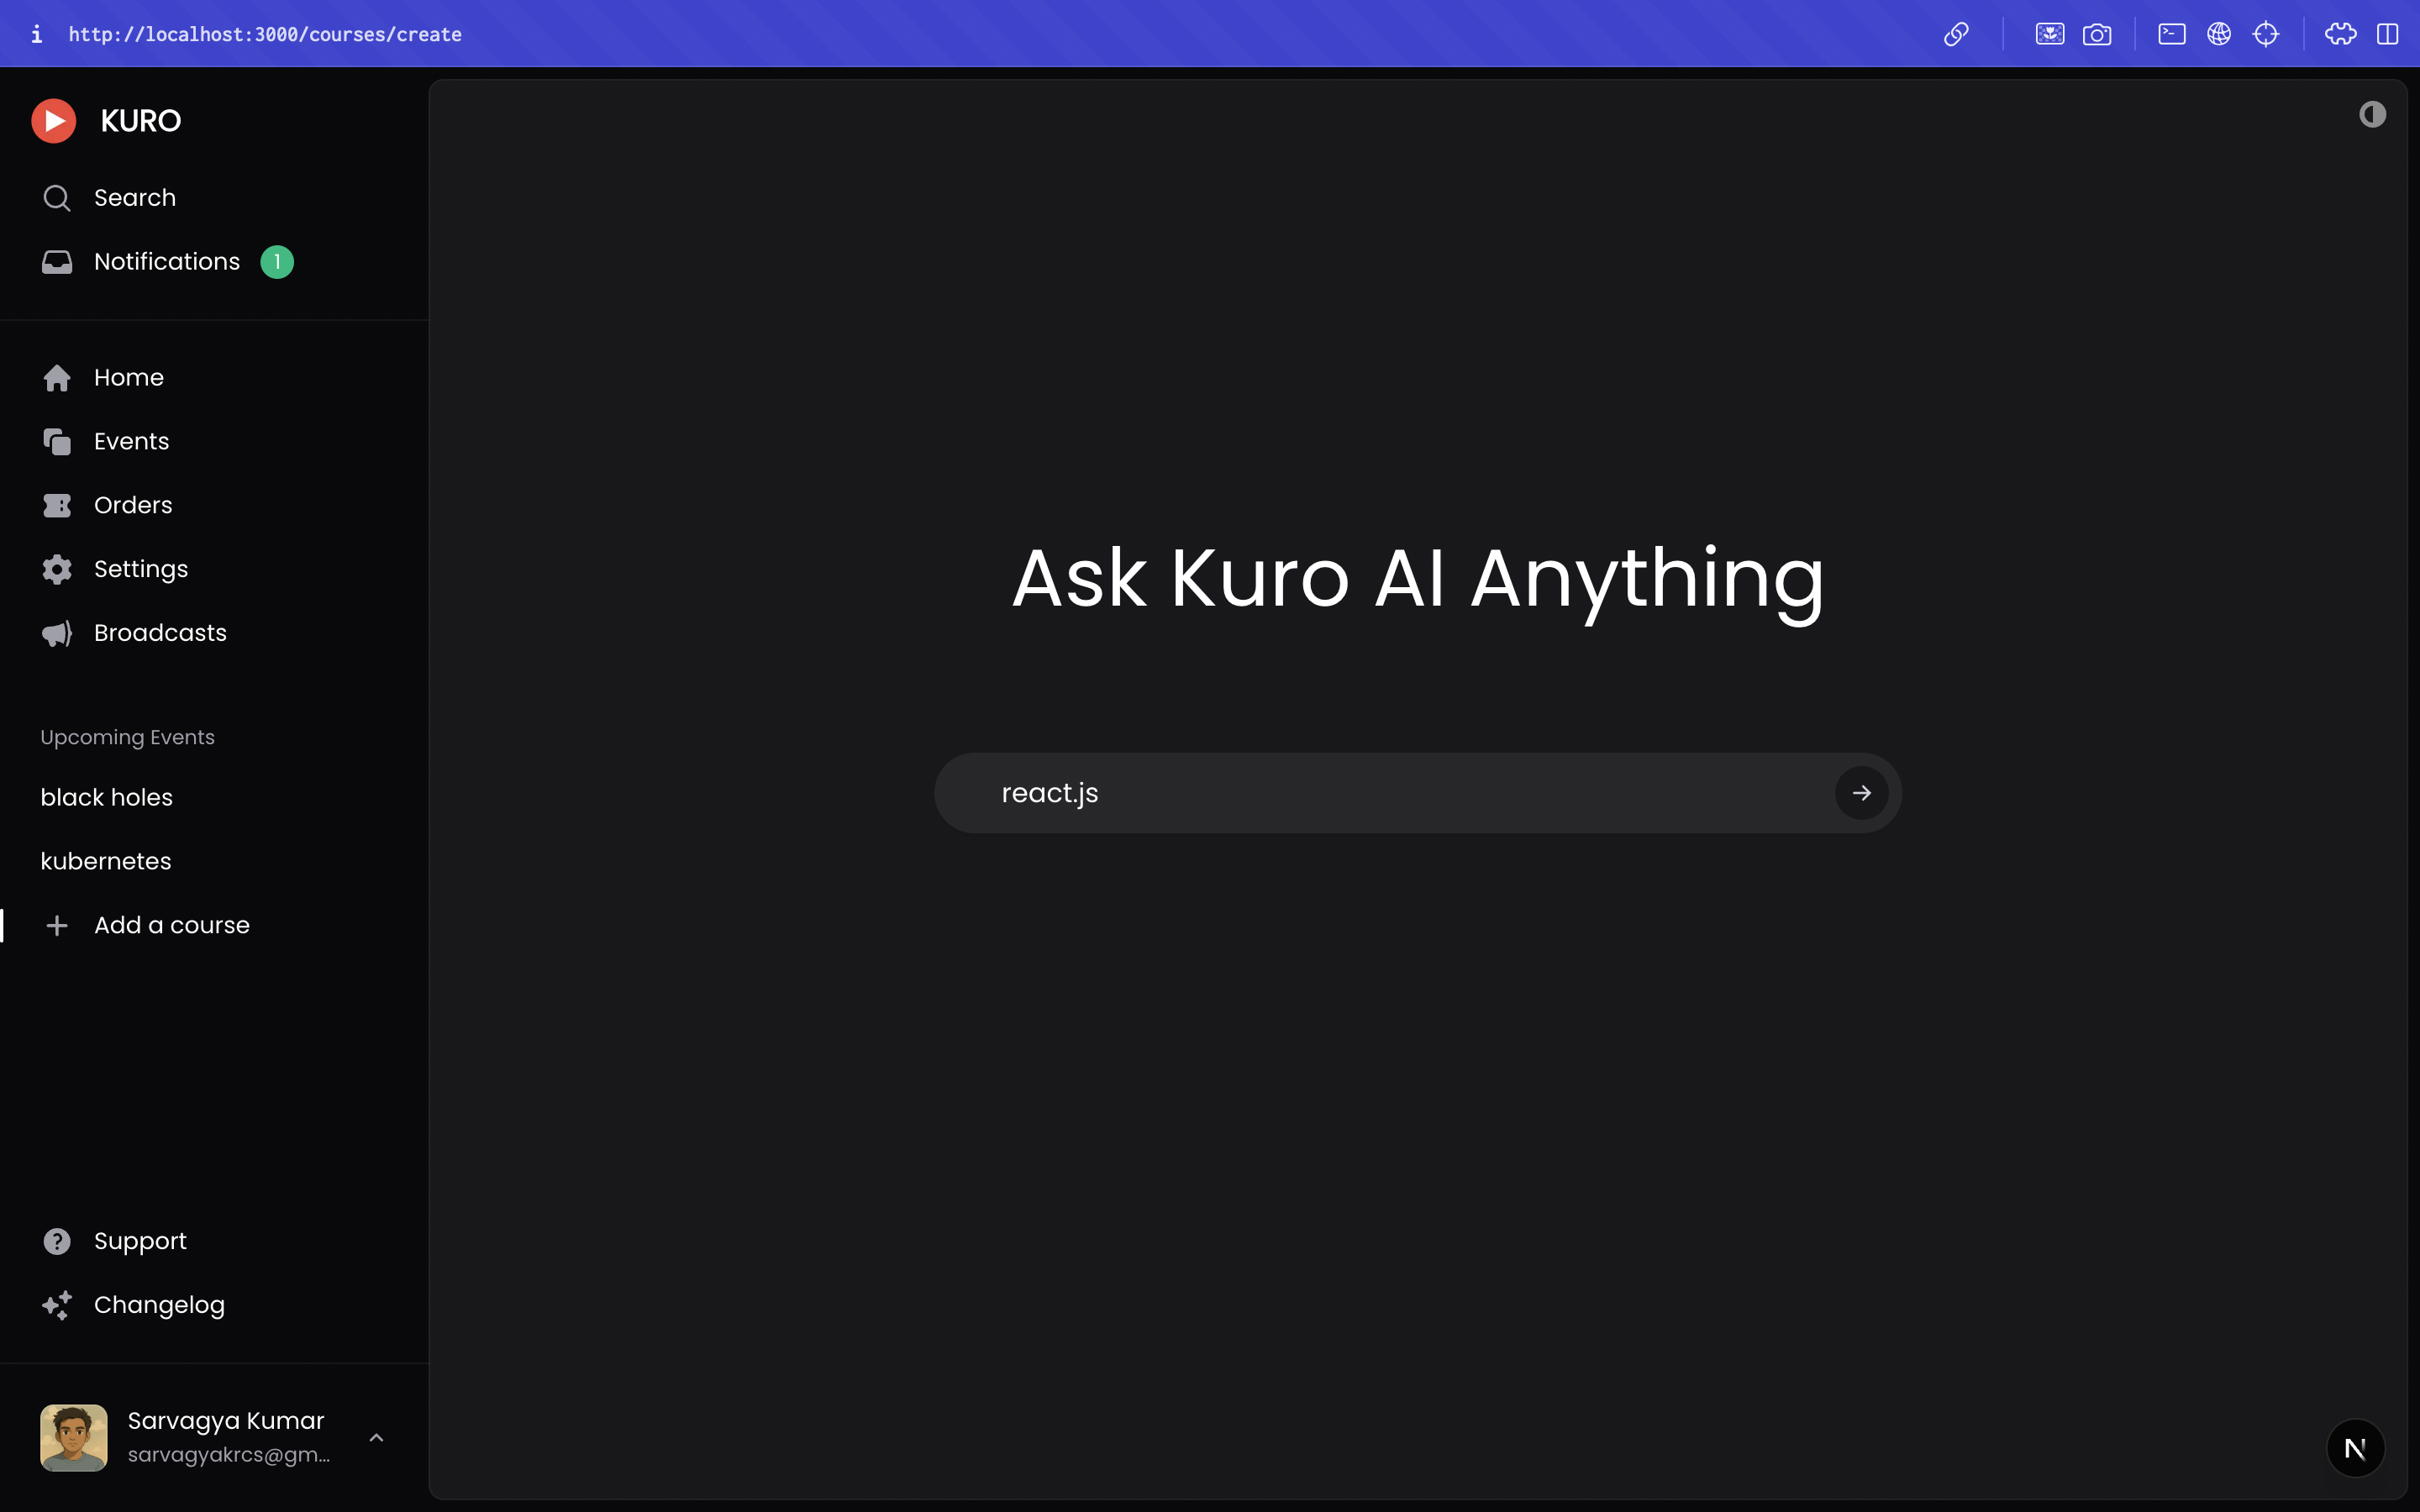 i http://localhost:3000/courses/create
KURO
Search
Notifications 1
Home
Events
Orders
Settings
Broadcasts
Upcoming Events
black holes
kubernetes
Add a course
Support
Changelog
Sarvagya Kumar
sarvagyakrcs@gm...
Ask Kuro AI Anything
react.js
N